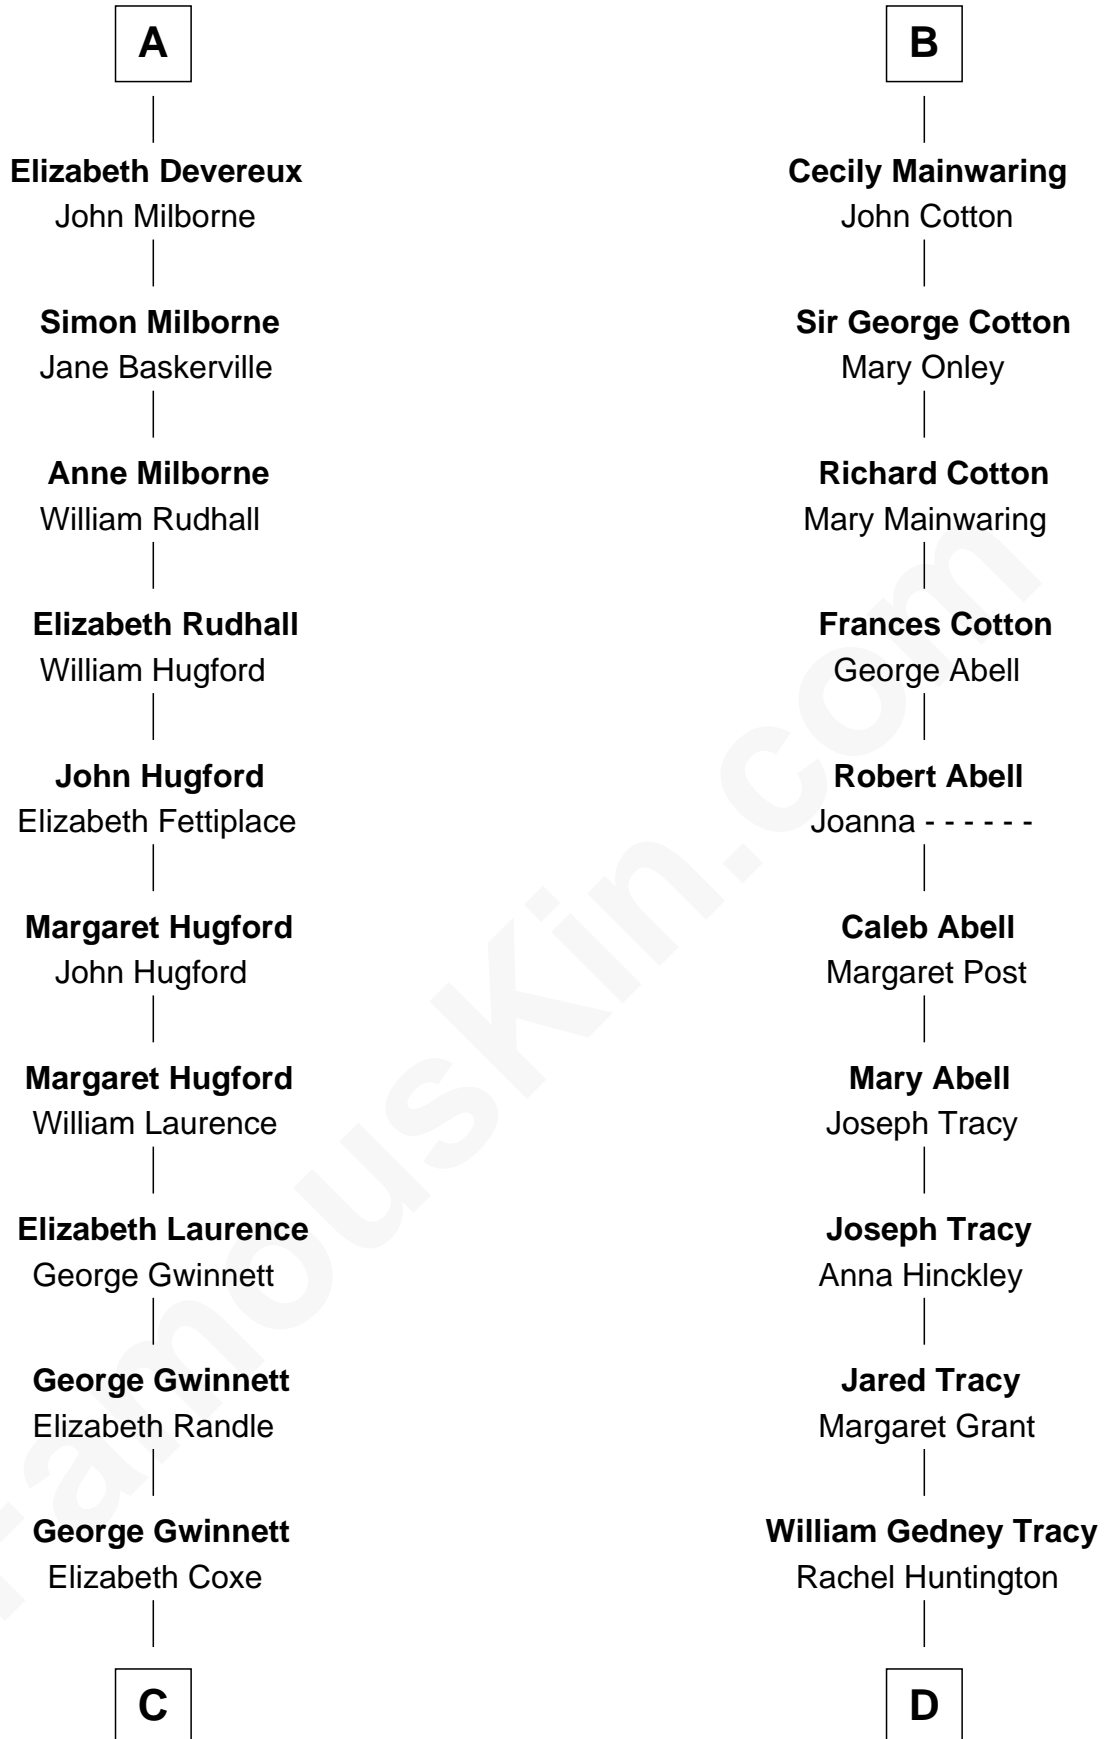 A
Elizabeth Devereux
John Milborne
Simon Milborne
Jane Baskerville
Anne Milborne
William Rudhall
Elizabeth Rudhall
William Hugford
John Hugford
Elizabeth Fettiplace
Margaret Hugford
John Hugford
Margaret Hugford
William Laurence
Elizabeth Laurence
George Gwinnett
George Gwinnett
Elizabeth Randle
George Gwinnett
Elizabeth Coxe
C
B
Cecily Mainwaring
John Cotton
Sir George Cotton
Mary Onley
Richard Cotton
Mary Mainwaring
Frances Cotton
George Abell
Robert Abell
Joanna - - - - - -
Caleb Abell
Margaret Post
Mary Abell
Joseph Tracy
Joseph Tracy
Anna Hinckley
Jared Tracy
Margaret Grant
William Gedney Tracy
Rachel Huntington
D
FamousKin.com